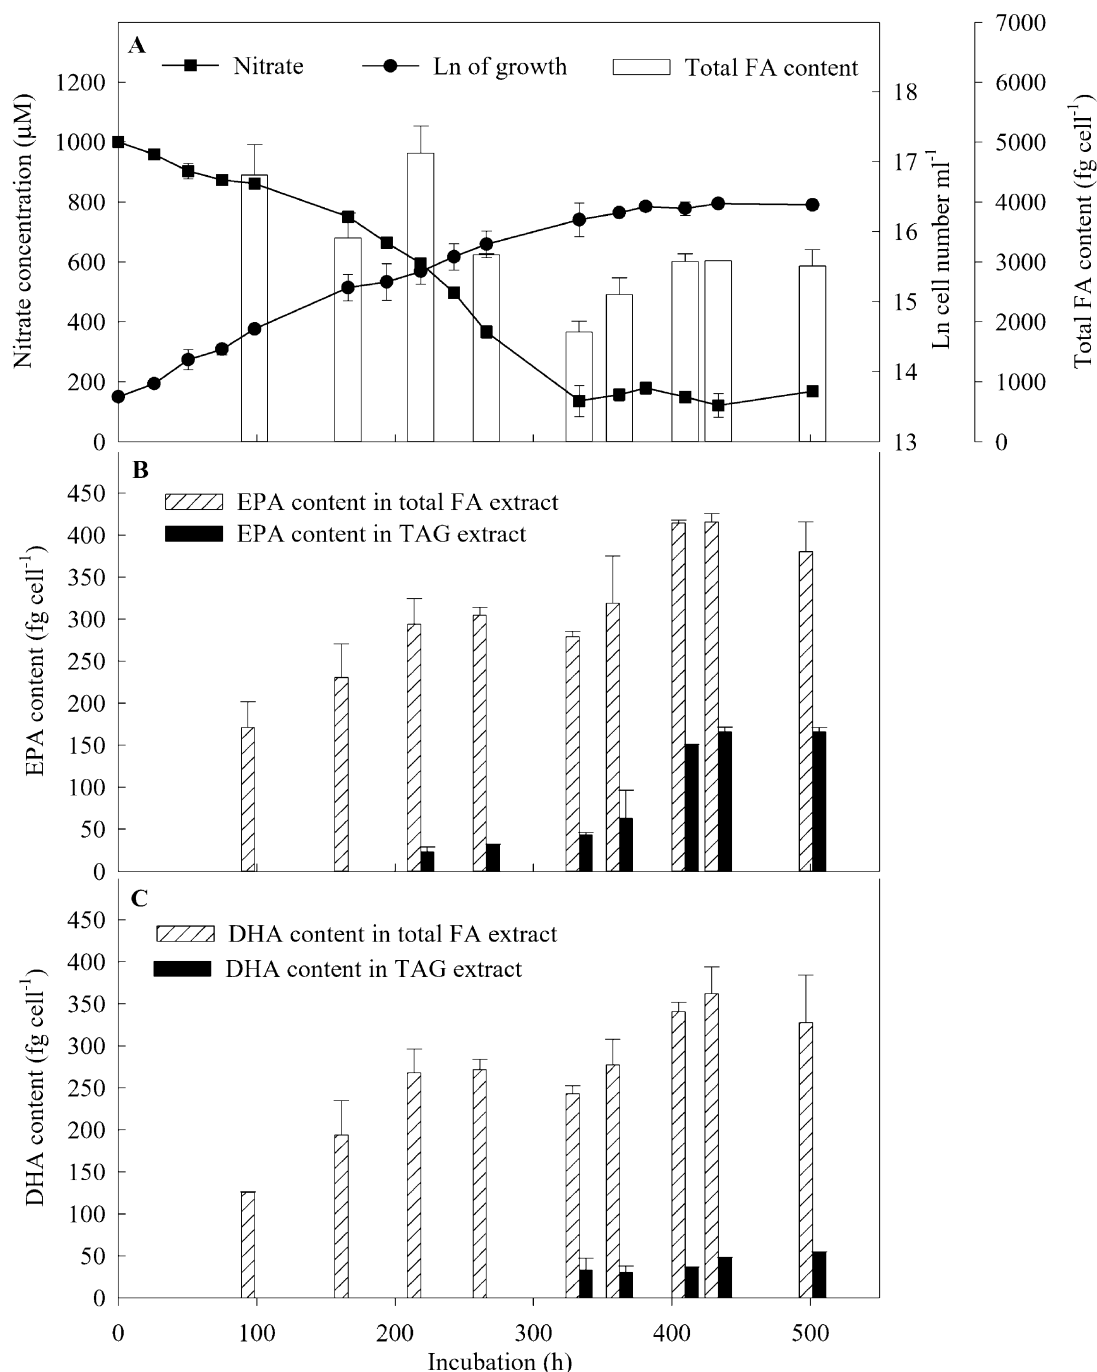 A
Nitrate
Ln of growth
Total FA content
Nitrate concentration (µM)
1200
1000
800
600
400
200
0
Ln cell number ml⁻¹
18
17
16
15
14
13
Total FA content (fg cell⁻¹)
7000
6000
5000
4000
3000
2000
1000
0
B
EPA content in total FA extract
EPA content in TAG extract
EPA content (fg cell⁻¹)
450
400
350
300
250
200
150
100
50
0
C
DHA content in total FA extract
DHA content in TAG extract
DHA content (fg cell⁻¹)
450
400
350
300
250
200
150
100
50
0
0 100 200 300 400 500
Incubation (h)